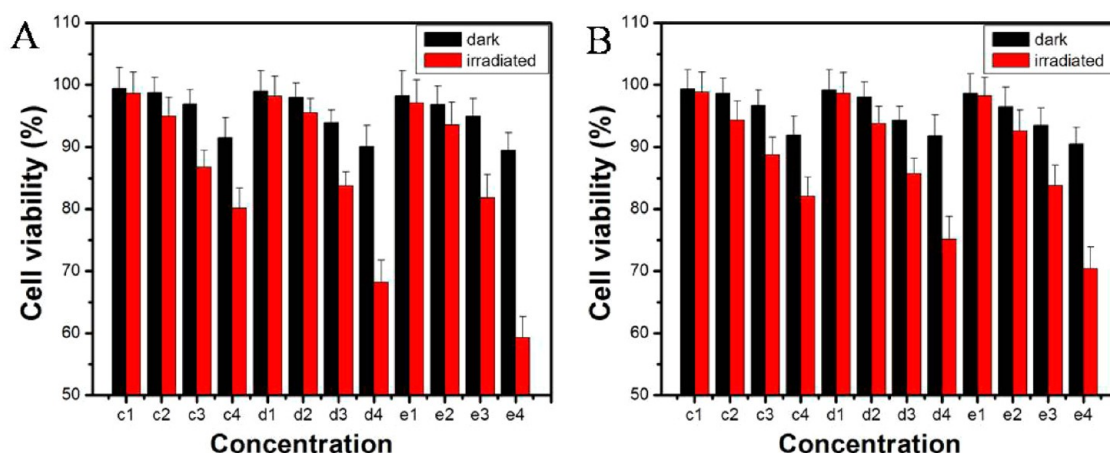 A
110
100
90
80
70
60
50
Cell viability (%)
dark
irradiated
c1 c2 c3 c4 d1 d2 d3 d4 e1 e2 e3 e4
Concentration
B
110
100
90
80
70
60
50
Cell viability (%)
dark
irradiated
c1 c2 c3 c4 d1 d2 d3 d4 e1 e2 e3 e4
Concentration